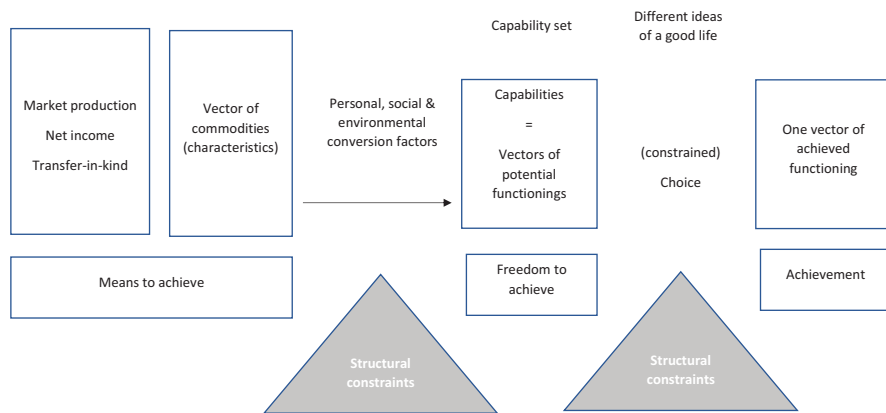 Capability set
Different ideas
of a good life
Market production
Net income
Transfer-in-kind
Vector of
commodities
(characteristics)
Personal, social &
environmental
conversion factors
Capabilities
=
Vectors of
potential
functionings
(constrained)
Choice
One vector of
achieved
functioning
Means to achieve
Freedom to
achieve
Achievement
Structural
constraints
Structural
constraints